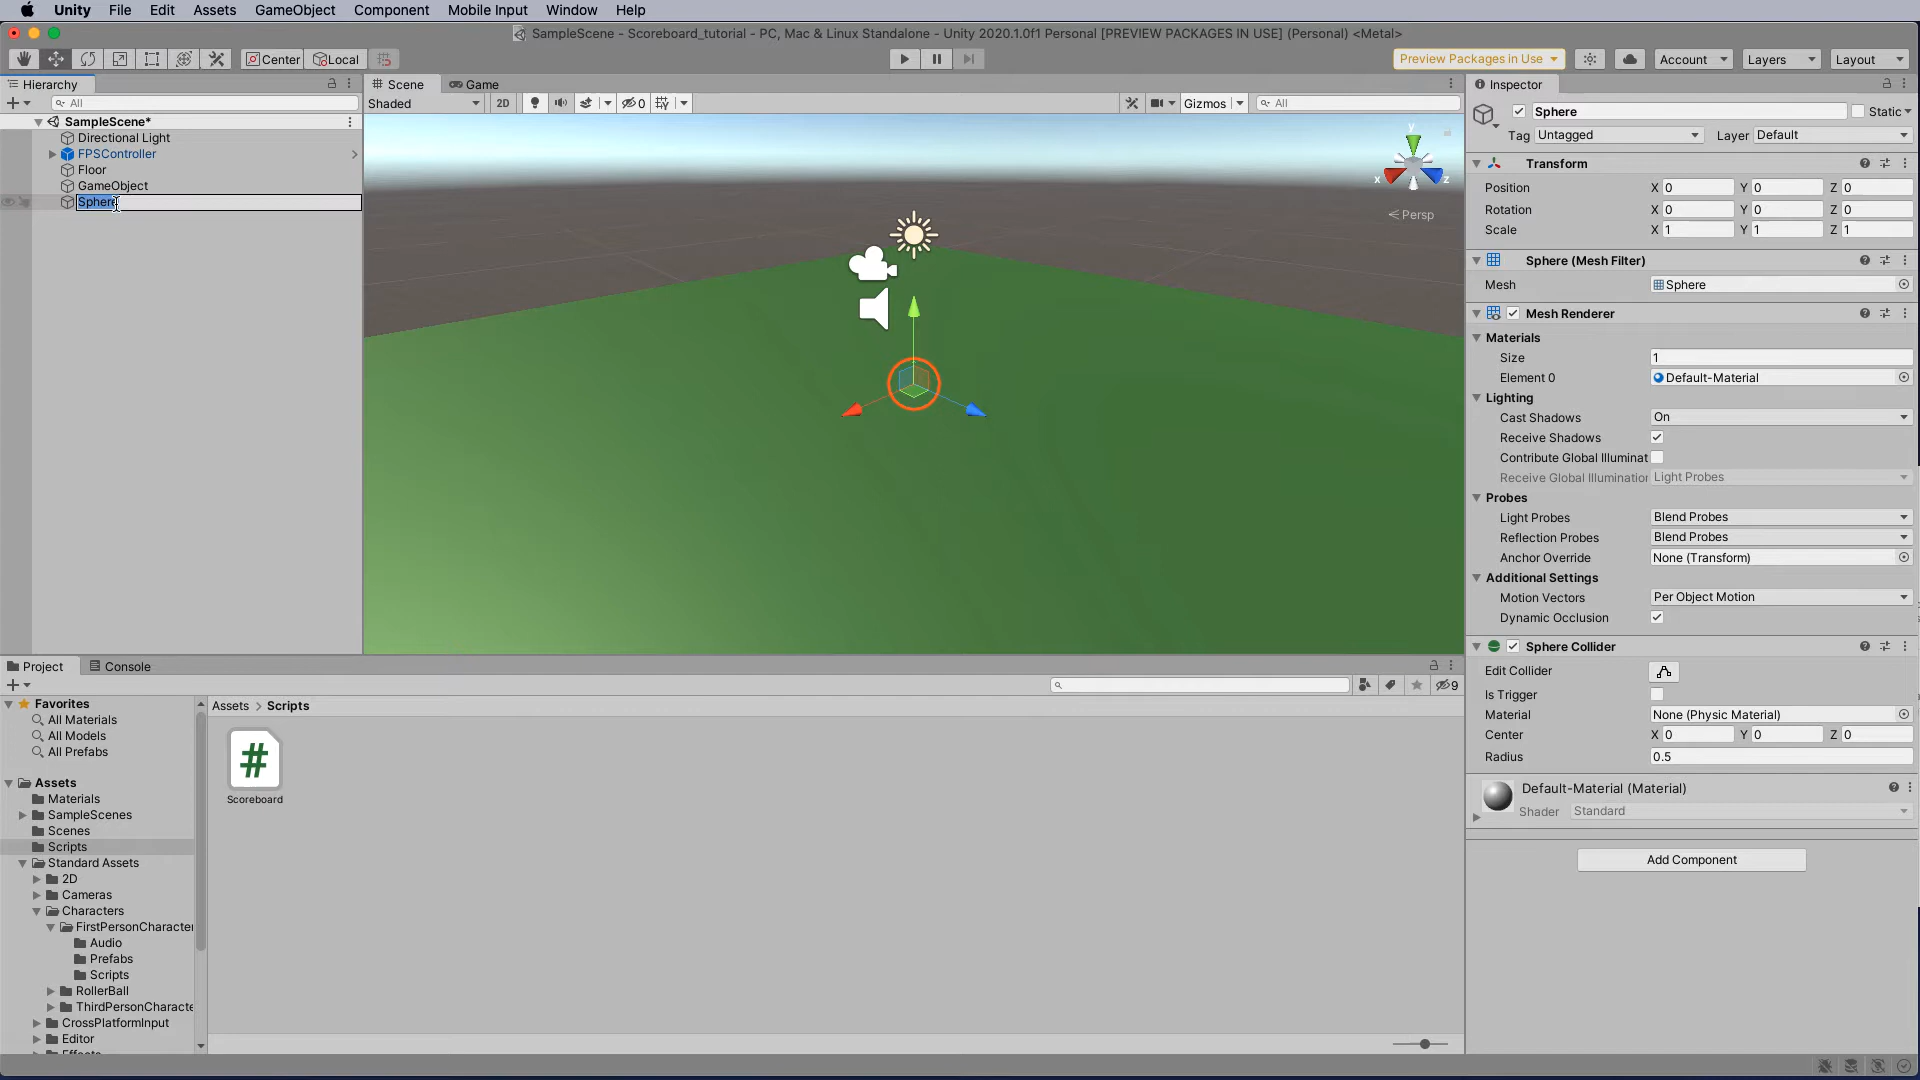 Unity File Edit Assets GameObject Component Mobile Input Window Help
SampleScene - Scoreboard_tutorial - PC, Mac & Linux Standalone - Unity 2020.1.0f1 Personal [PREVIEW PACKAGES IN USE] (Personal) <Metal>
Center Local Preview Packages in Use Account Layers Layout
Hierarchy
All
SampleScene*
Directional Light
FPSController
Floor
GameObject
Sphere
Scene Game
Shaded 2D 0 Gizmos All
y
x z
Persp
Inspector
Sphere Static
Tag Untagged Layer Default
Transform
Position X 0 Y 0 Z 0
Rotation X 0 Y 0 Z 0
Scale X 1 Y 1 Z 1
Sphere (Mesh Filter)
Mesh Sphere
Mesh Renderer
Materials
Size 1
Element 0 Default-Material
Lighting
Cast Shadows On
Receive Shadows
Contribute Global Illuminat
Receive Global Illumination Light Probes
Probes
Light Probes Blend Probes
Reflection Probes Blend Probes
Anchor Override None (Transform)
Additional Settings
Motion Vectors Per Object Motion
Dynamic Occlusion
Sphere Collider
Edit Collider
Is Trigger
Material None (Physic Material)
Center X 0 Y 0 Z 0
Radius 0.5
Default-Material (Material)
Shader Standard
Add Component
Project Console
9
Favorites
All Materials
All Models
All Prefabs
Assets
Materials
SampleScenes
Scenes
Scripts
Standard Assets
2D
Cameras
Characters
FirstPersonCharacter
Audio
Prefabs
Scripts
RollerBall
ThirdPersonCharacte
CrossPlatformInput
Editor
Effects
Assets > Scripts
#
Scoreboard